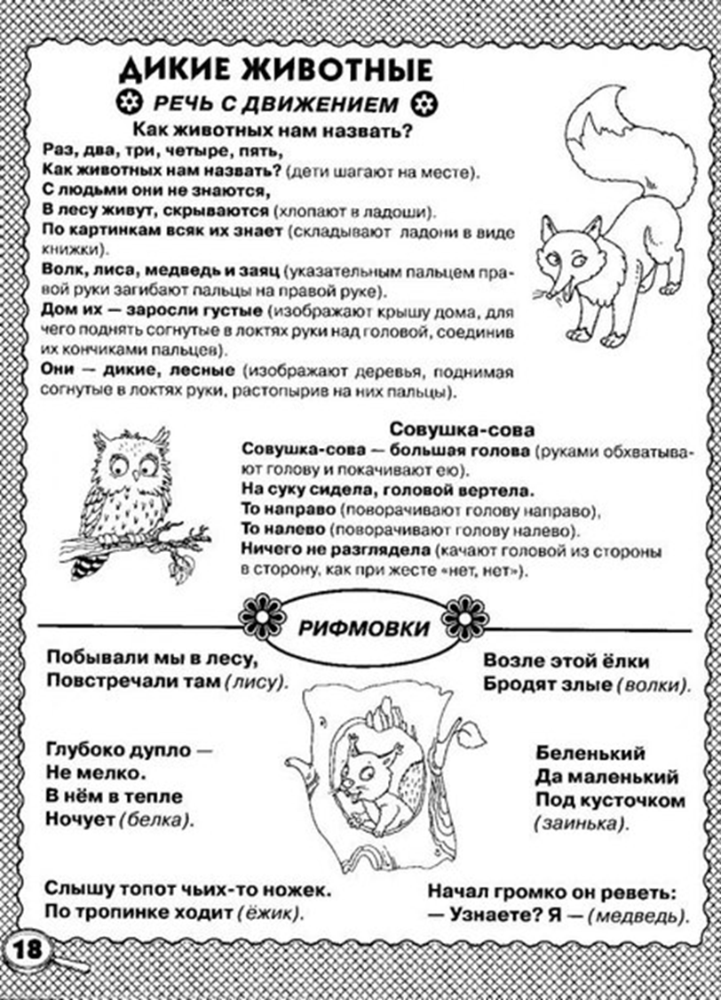 ДИКИЕ ЖИВОТНЫЕ
РЕЧЬ С ДВИЖЕНИЕМ
Как животных нам назвать?
Раз, два, три, четыре, пять,
Как животных нам назвать? (дети шагают на месте).
С людьми они не знаются,
В лесу живут, скрываются (хлопают в ладоши).
По картинкам всяк их знает (складывают ладони в виде
книжки).
Волк, лиса, медведь и заяц (указательным пальцем пра-
вой руки загибают пальцы на правой руке).
Дом их — заросли густые (изображают крышу дома, для
чего поднять согнутые в локтях руки над головой, соединив
их кончиками пальцев).
Они — дикие, лесные (изображают деревья, поднимая
согнутые в локтях руки, растопырив на них пальцы).
Совушка-сова
Совушка-сова — большая голова (руками обхватыва-
ют голову и покачивают ею).
На суку сидела, головой вертела.
То направо (поворачивают голову направо),
То налево (поворачивают голову налево).
Ничего не разглядела (качают головой из стороны
в сторону, как при жесте «нет, нет»).
РИФМОВКИ
Побывали мы в лесу,
Повстречали там (лису).
Возле этой ёлки
Бродят злые (волки).
Глубоко дупло —
Не мелко.
В нём в тепле
Ночует (белка).
Беленький
Да маленький
Под кусточком
(заинька).
Слышу топот чьих-то ножек.
По тропинке ходит (ёжик).
Начал громко он реветь:
— Узнаете? Я — (медведь).
18